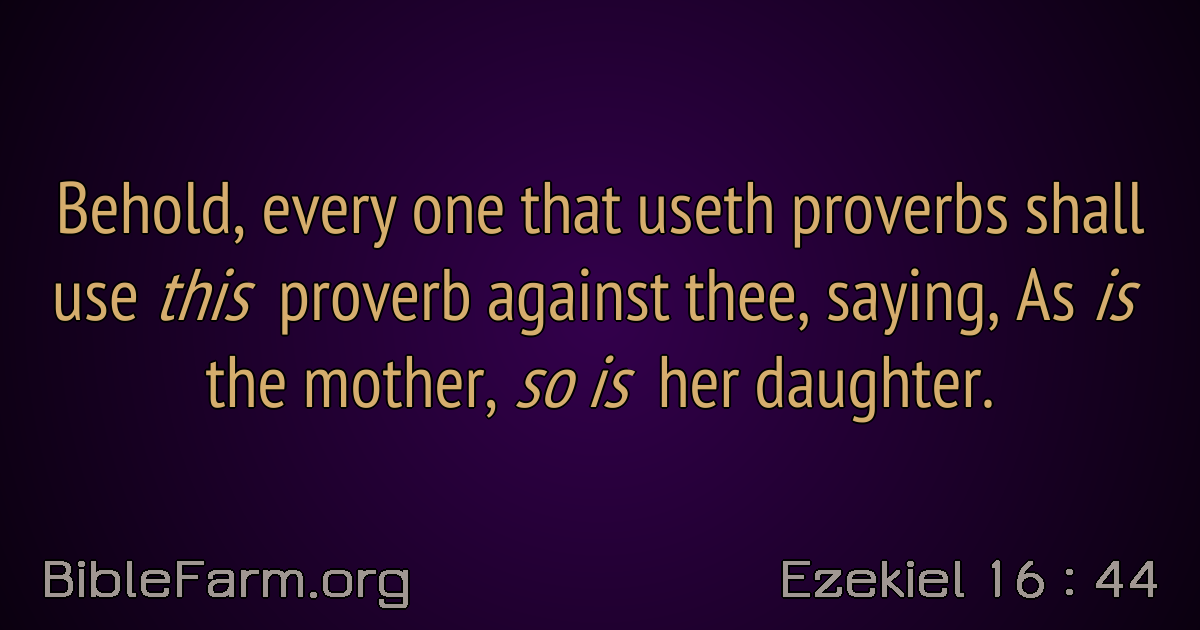 Behold, every one that useth proverbs shall
use this proverb against thee, saying, As is
the mother, so is her daughter.
BibleFarm.org
Ezekiel 16 : 44